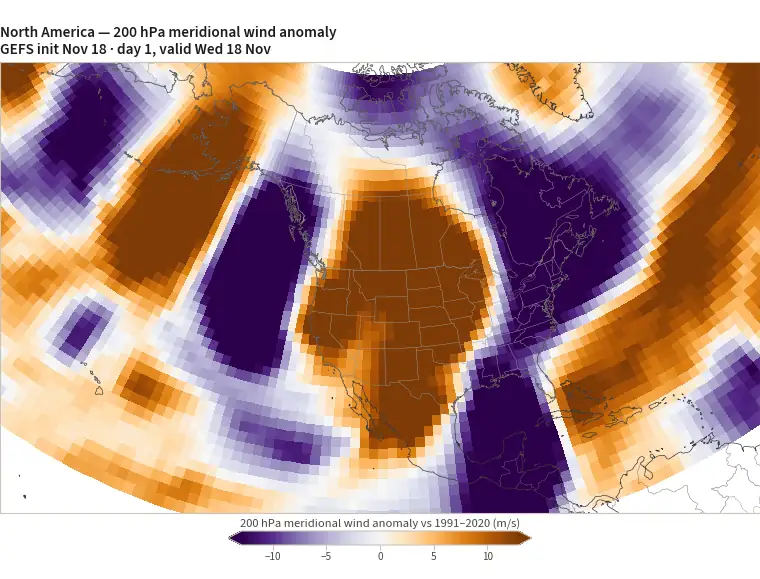 North America — 200 hPa meridional wind anomaly
GEFS init Nov 18 · day 1, valid Wed 18 Nov
200 hPa meridional wind anomaly vs 1991–2020 (m/s)
−10 −5 0 5 10